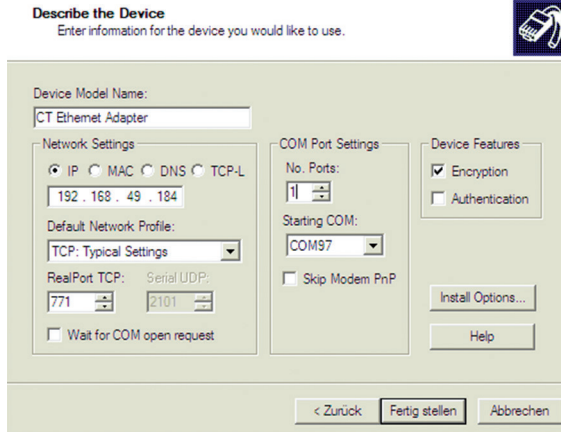 Describe the Device
Enter information for the device you would like to use.
Device Model Name:
CT Ethernet Adapter
Network Settings
IP MAC DNS TCP-L
192 . 168 . 49 . 184
Default Network Profile:
TCP: Typical Settings
RealPort TCP: Serial UDP:
771 2101
Wait for COM open request
COM Port Settings
No. Ports:
1
Starting COM:
COM97
Skip Modem PnP
Device Features
Encryption
Authentication
Install Options...
Help
< Zurück Fertig stellen Abbrechen